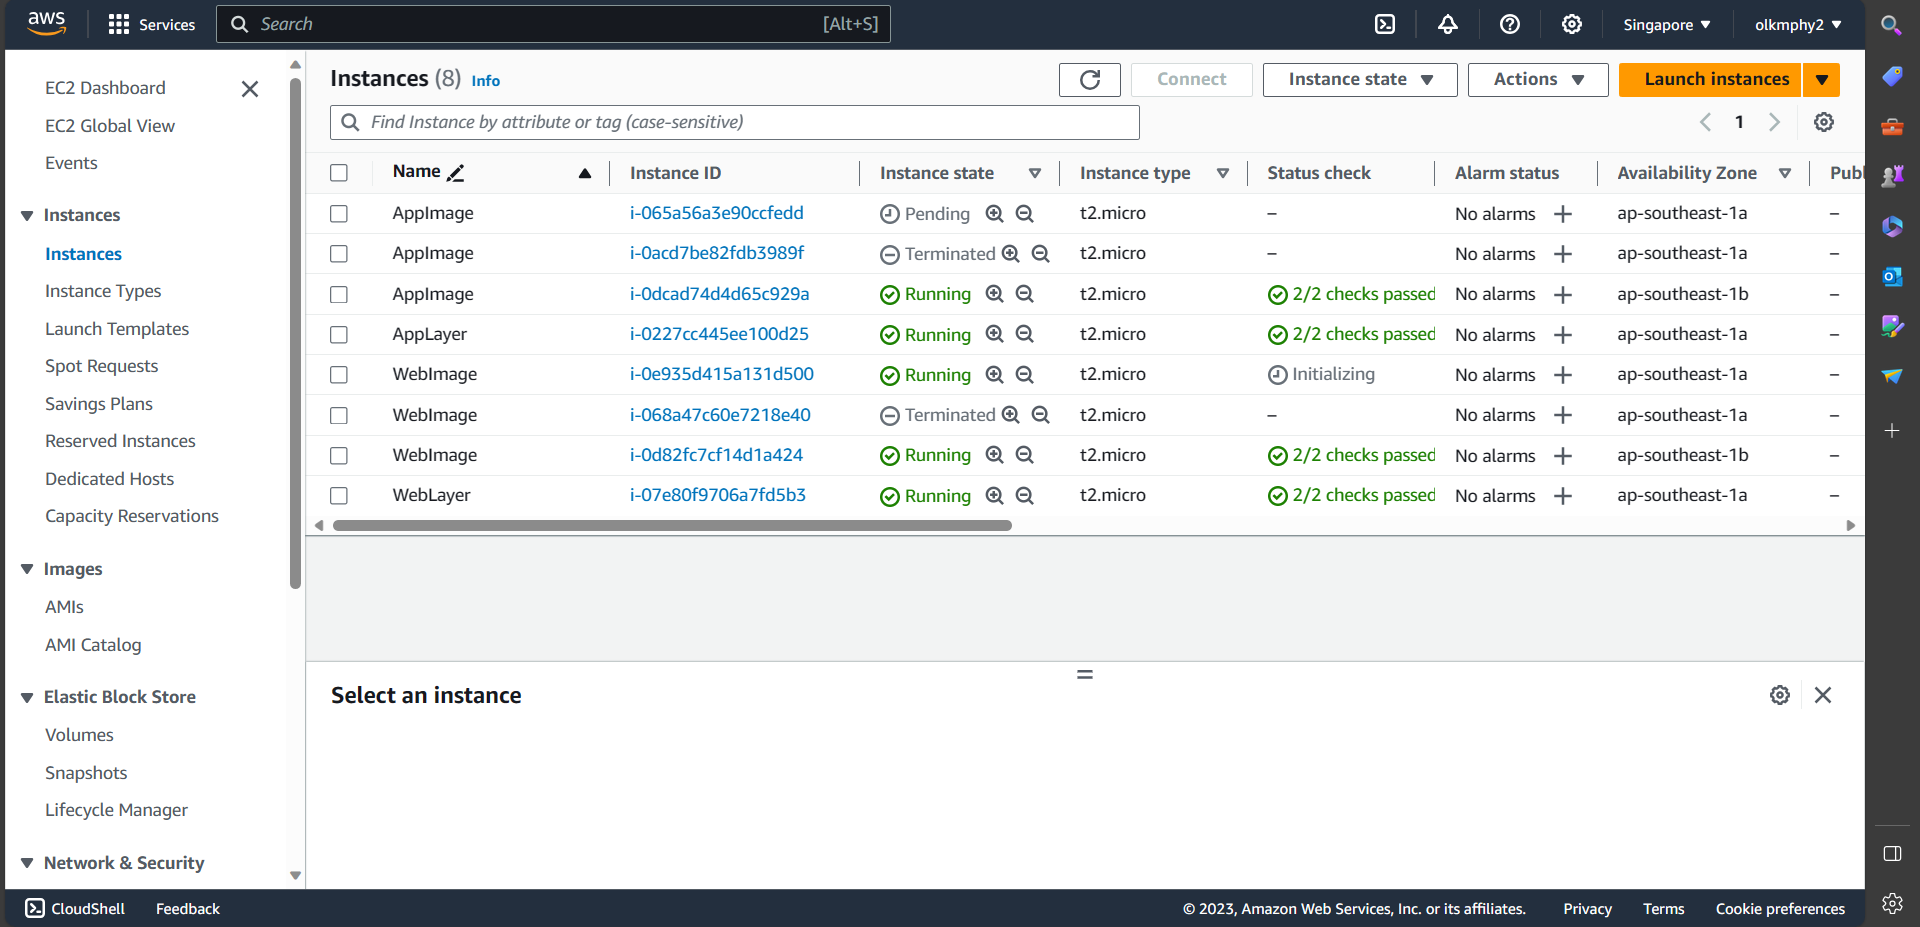 aws Services Search [Alt+S] Singapore olkmphy2
EC2 Dashboard
EC2 Global View
Events
Instances
Instances
Instance Types
Launch Templates
Spot Requests
Savings Plans
Reserved Instances
Dedicated Hosts
Capacity Reservations
Images
AMIs
AMI Catalog
Elastic Block Store
Volumes
Snapshots
Lifecycle Manager
Network & Security
Instances (8) Info Connect Instance state Actions Launch instances
Find Instance by attribute or tag (case-sensitive) 1
Name Instance ID Instance state Instance type Status check Alarm status Availability Zone Publ
AppImage i-065a56a3e90ccfedd Pending t2.micro – No alarms ap-southeast-1a –
AppImage i-0acd7be82fdb3989f Terminated t2.micro – No alarms ap-southeast-1a –
AppImage i-0dcad74d4d65c929a Running t2.micro 2/2 checks passed No alarms ap-southeast-1b –
AppLayer i-0227cc445ee100d25 Running t2.micro 2/2 checks passed No alarms ap-southeast-1a –
WebImage i-0e935d415a131d500 Running t2.micro Initializing No alarms ap-southeast-1a –
WebImage i-068a47c60e7218e40 Terminated t2.micro – No alarms ap-southeast-1a –
WebImage i-0d82fc7cf14d1a424 Running t2.micro 2/2 checks passed No alarms ap-southeast-1b –
WebLayer i-07e80f9706a7fd5b3 Running t2.micro 2/2 checks passed No alarms ap-southeast-1a –
Select an instance
CloudShell Feedback © 2023, Amazon Web Services, Inc. or its affiliates. Privacy Terms Cookie preferences